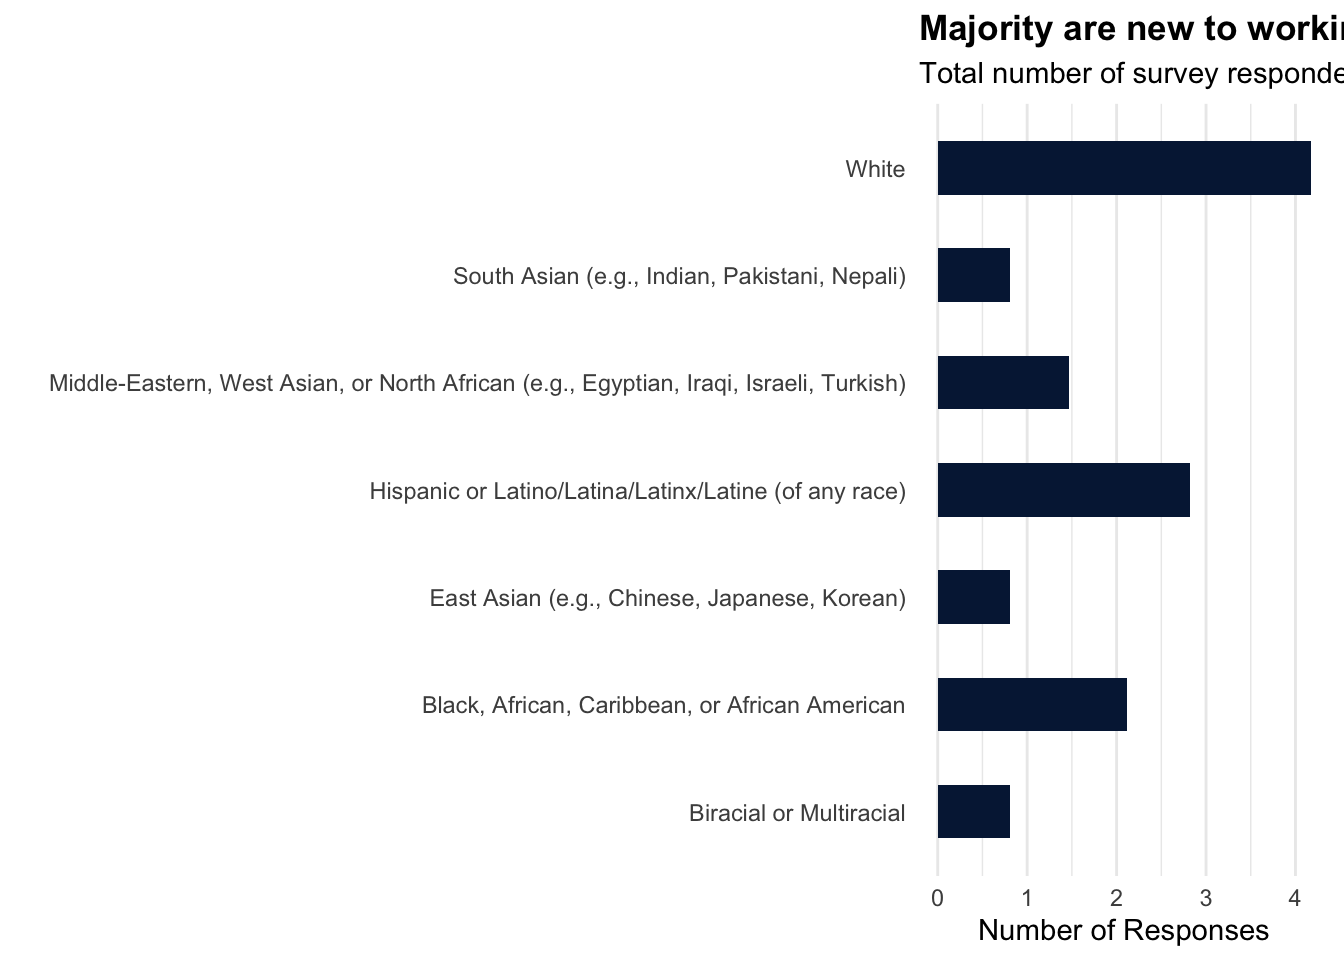 Majority are new to workin
Total number of survey responde
White
South Asian (e.g., Indian, Pakistani, Nepali)
Middle-Eastern, West Asian, or North African (e.g., Egyptian, Iraqi, Israeli, Turkish)
Hispanic or Latino/Latina/Latinx/Latine (of any race)
East Asian (e.g., Chinese, Japanese, Korean)
Black, African, Caribbean, or African American
Biracial or Multiracial
0 1 2 3 4
Number of Responses